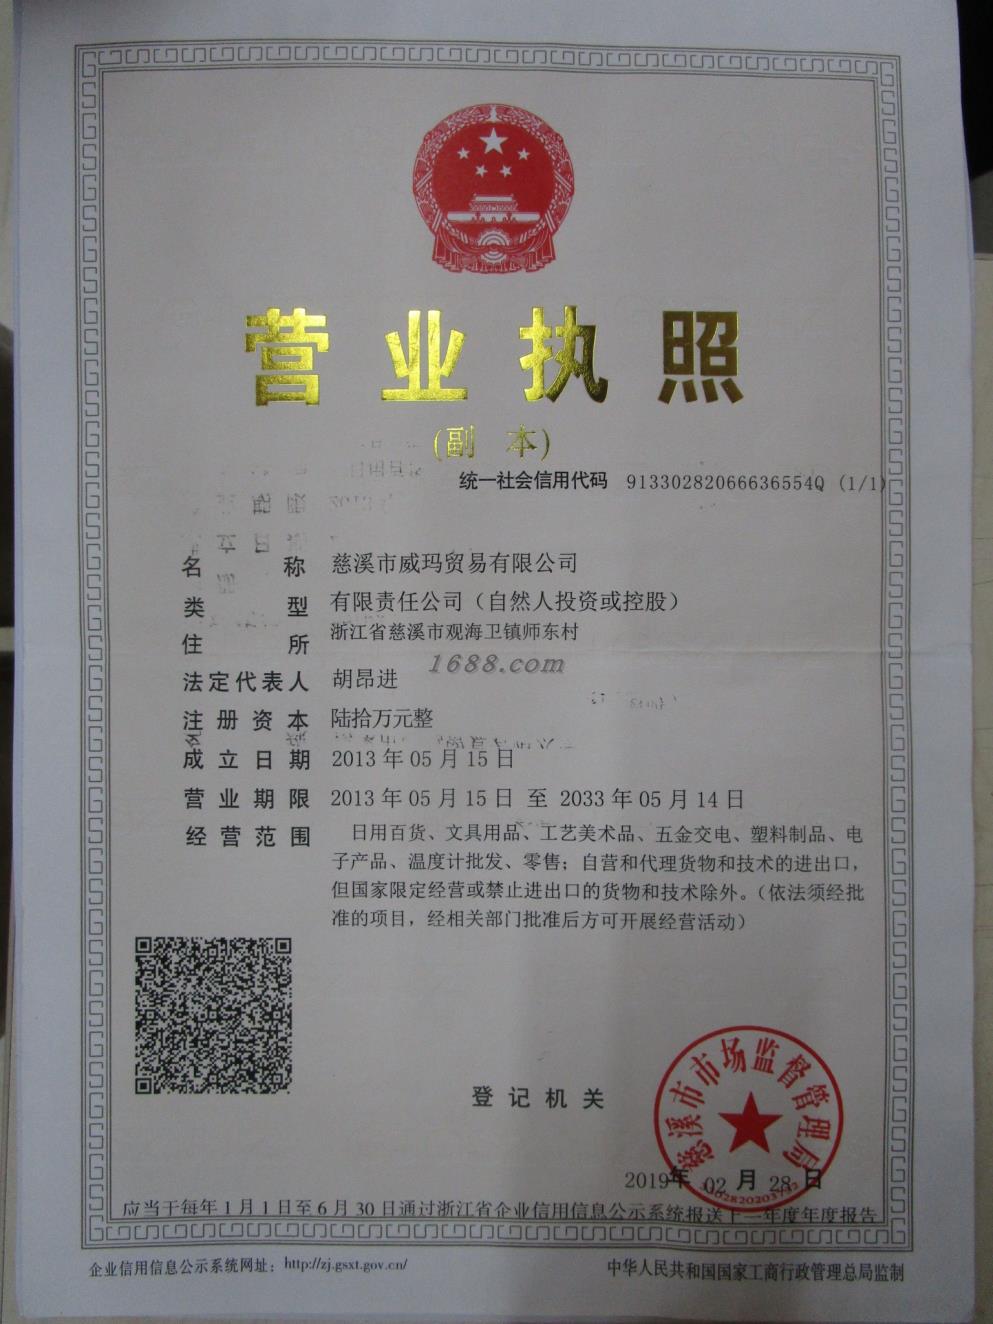 营业执照
(副 本)
统一社会信用代码 91330282066636554Q (1/1)
名称 慈溪市威玛贸易有限公司
类型 有限责任公司（自然人投资或控股）
住所 浙江省慈溪市观海卫镇师东村
1688.com
法定代表人 胡昂进
注册资本 陆拾万元整
成立日期 2013年05月15日
营业期限 2013年05月15日 至 2033年05月14日
经营范围 日用百货、文具用品、工艺美术品、五金交电、塑料制品、电
子产品、温度计批发、零售；自营和代理货物和技术的进出口，
但国家限定经营或禁止进出口的货物和技术除外。（依法须经批
准的项目，经相关部门批准后方可开展经营活动）
慈溪市市场监督管理局
登记机关
2019年02月28日
应当于每年1月1日至6月30日通过浙江省企业信用信息公示系统报送上一年度年度报告
企业信用信息公示系统网址：http://zj.gsxt.gov.cn/
中华人民共和国国家工商行政管理总局监制